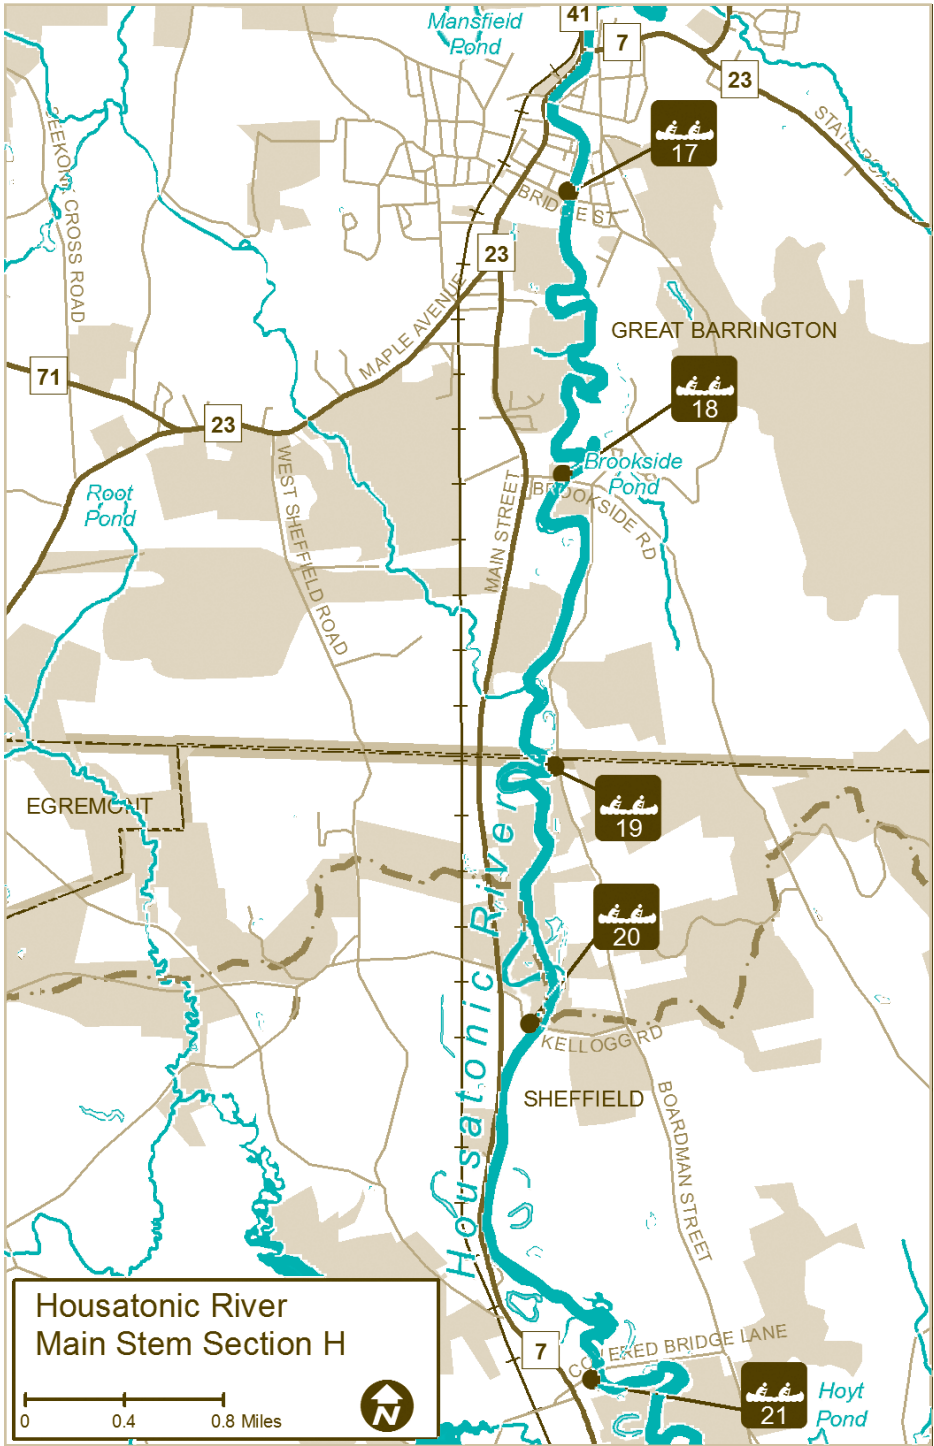 41
Mansfield
Pond
7
23
STATE ROAD
17
SEEKONK CROSS ROAD
BRIDGE ST
23
MAPLE AVENUE
GREAT BARRINGTON
71
18
23
Brookside
Pond
WEST SHEFFIELD ROAD
Root
Pond
MAIN STREET
BROOKSIDE RD
EGREMONT
19
20
Housatonic River
KELLOGG RD
SHEFFIELD
BOARDMAN STREET
Housatonic River
Main Stem Section H
0 0.4 0.8 Miles
N
7
COVERED BRIDGE LANE
21
Hoyt
Pond